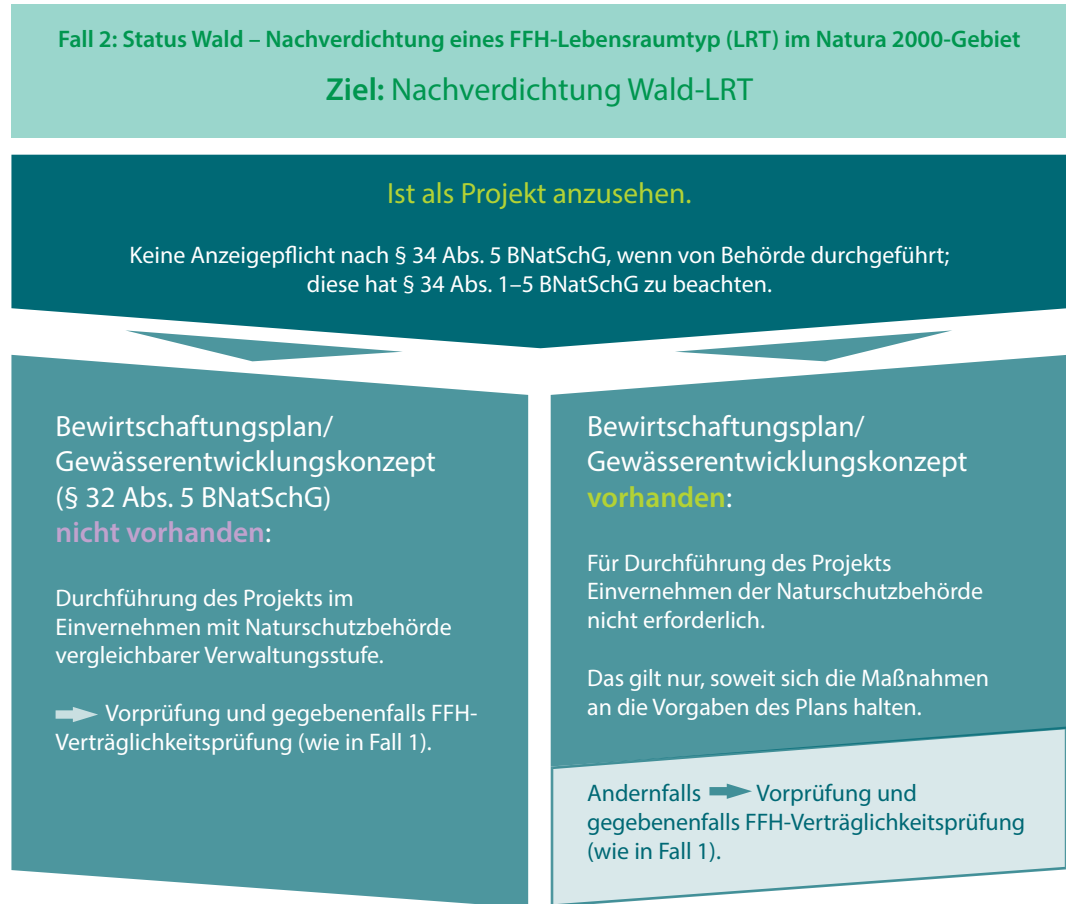 Fall 2: Status Wald – Nachverdichtung eines FFH-Lebensraumtyp (LRT) im Natura 2000-Gebiet
Ziel: Nachverdichtung Wald-LRT
Ist als Projekt anzusehen.
Keine Anzeigepflicht nach § 34 Abs. 5 BNatSchG, wenn von Behörde durchgeführt;
diese hat § 34 Abs. 1–5 BNatSchG zu beachten.
Bewirtschaftungsplan/
Gewässerentwicklungskonzept
(§ 32 Abs. 5 BNatSchG)
nicht vorhanden:
Durchführung des Projekts im
Einvernehmen mit Naturschutzbehörde
vergleichbarer Verwaltungsstufe.
Vorprüfung und gegebenenfalls FFH-
Verträglichkeitsprüfung (wie in Fall 1).
Bewirtschaftungsplan/
Gewässerentwicklungskonzept
vorhanden:
Für Durchführung des Projekts
Einvernehmen der Naturschutzbehörde
nicht erforderlich.
Das gilt nur, soweit sich die Maßnahmen
an die Vorgaben des Plans halten.
Andernfalls Vorprüfung und
gegebenenfalls FFH-Verträglichkeitsprüfung
(wie in Fall 1).